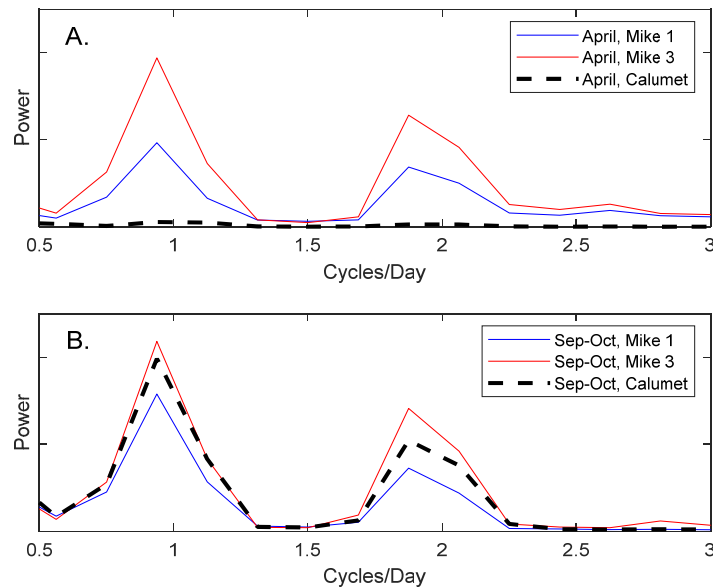 A.
April, Mike 1
April, Mike 3
April, Calumet
Power
0.5 1 1.5 2 2.5 3
Cycles/Day
B.
Sep-Oct, Mike 1
Sep-Oct, Mike 3
Sep-Oct, Calumet
Power
0.5 1 1.5 2 2.5 3
Cycles/Day